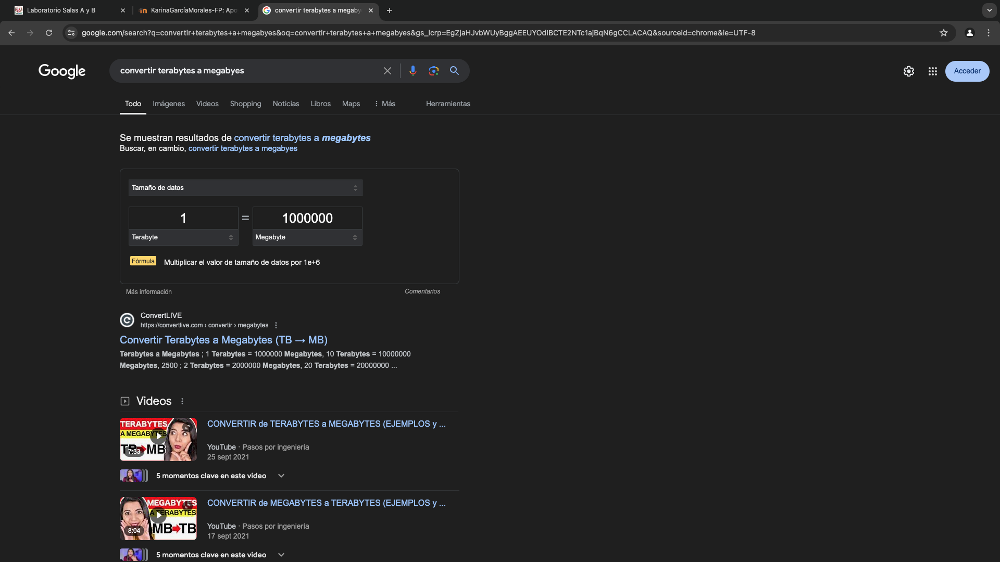 Laboratorio Salas A y B
KarinaGarcíaMorales-FP: Apo
convertir terabytes a megaby
google.com/search?q=convertir+terabytes+a+megabyes&oq=convertir+terabytes+a+megabyes&gs_lcrp=EgZjaHJvbWUyBggAEEUYOdIBCTE2NTc1ajBqN6gCCLACAQ&sourceid=chrome&ie=UTF-8
Google
convertir terabytes a megabyes
Acceder
Todo Imágenes Videos Shopping Noticias Libros Maps Más Herramientas
Se muestran resultados de convertir terabytes a megabytes
Buscar, en cambio, convertir terabytes a megabyes
Tamaño de datos
1 = 1000000
Terabyte Megabyte
Fórmula Multiplicar el valor de tamaño de datos por 1e+6
Más información Comentarios
ConvertLIVE
https://convertlive.com › convertir › megabytes
Convertir Terabytes a Megabytes (TB → MB)
Terabytes a Megabytes ; 1 Terabytes = 1000000 Megabytes, 10 Terabytes = 10000000
Megabytes, 2500 ; 2 Terabytes = 2000000 Megabytes, 20 Terabytes = 20000000 ...
Videos
TERABYTES
A MEGABYTES
TB MB
7:33
CONVERTIR de TERABYTES a MEGABYTES (EJEMPLOS y ...
YouTube · Pasos por ingeniería
25 sept 2021
5 momentos clave en este video
MEGABYTES
A TERABYTES
MB TB
8:04
CONVERTIR de MEGABYTES a TERABYTES (EJEMPLOS y ...
YouTube · Pasos por ingeniería
17 sept 2021
5 momentos clave en este video